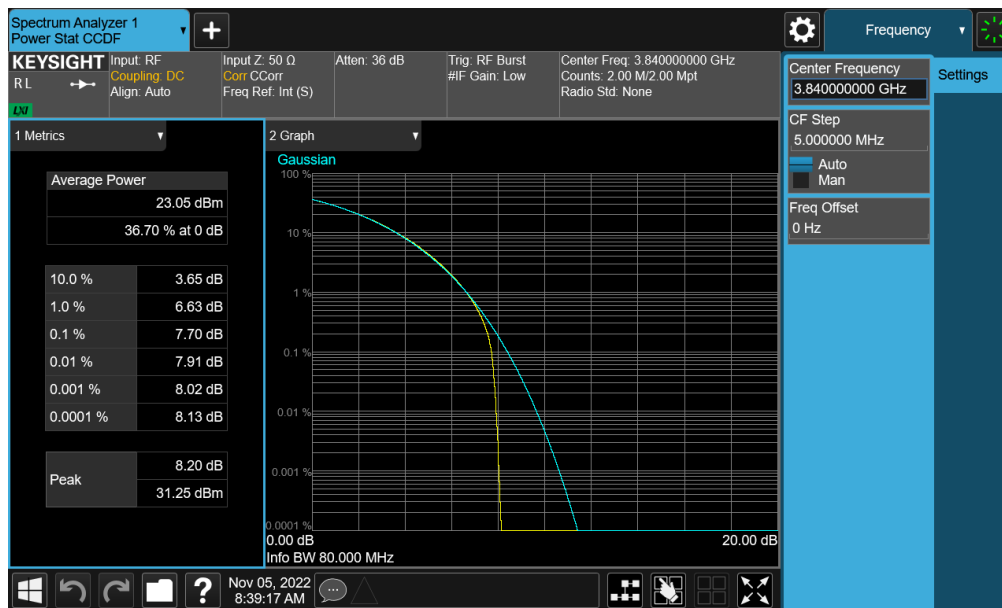 Spectrum Analyzer 1
Power Stat CCDF
+
Frequency
KEYSIGHT
R L
LXI
Input: RF
Coupling: DC
Align: Auto
Input Z: 50 Ω
Corr CCorr
Freq Ref: Int (S)
Atten: 36 dB
Trig: RF Burst
#IF Gain: Low
Center Freq: 3.840000000 GHz
Counts: 2.00 M/2.00 Mpt
Radio Std: None
Center Frequency
3.840000000 GHz
Settings
CF Step
5.000000 MHz
Auto
Man
Freq Offset
0 Hz
1 Metrics
Average Power
23.05 dBm
36.70 % at 0 dB
10.0 % 3.65 dB
1.0 % 6.63 dB
0.1 % 7.70 dB
0.01 % 7.91 dB
0.001 % 8.02 dB
0.0001 % 8.13 dB
Peak
8.20 dB
31.25 dBm
2 Graph
Gaussian
100 %
10 %
1 %
0.1 %
0.01 %
0.001 %
0.0001 %
0.00 dB
20.00 dB
Info BW 80.000 MHz
?
Nov 05, 2022
8:39:17 AM